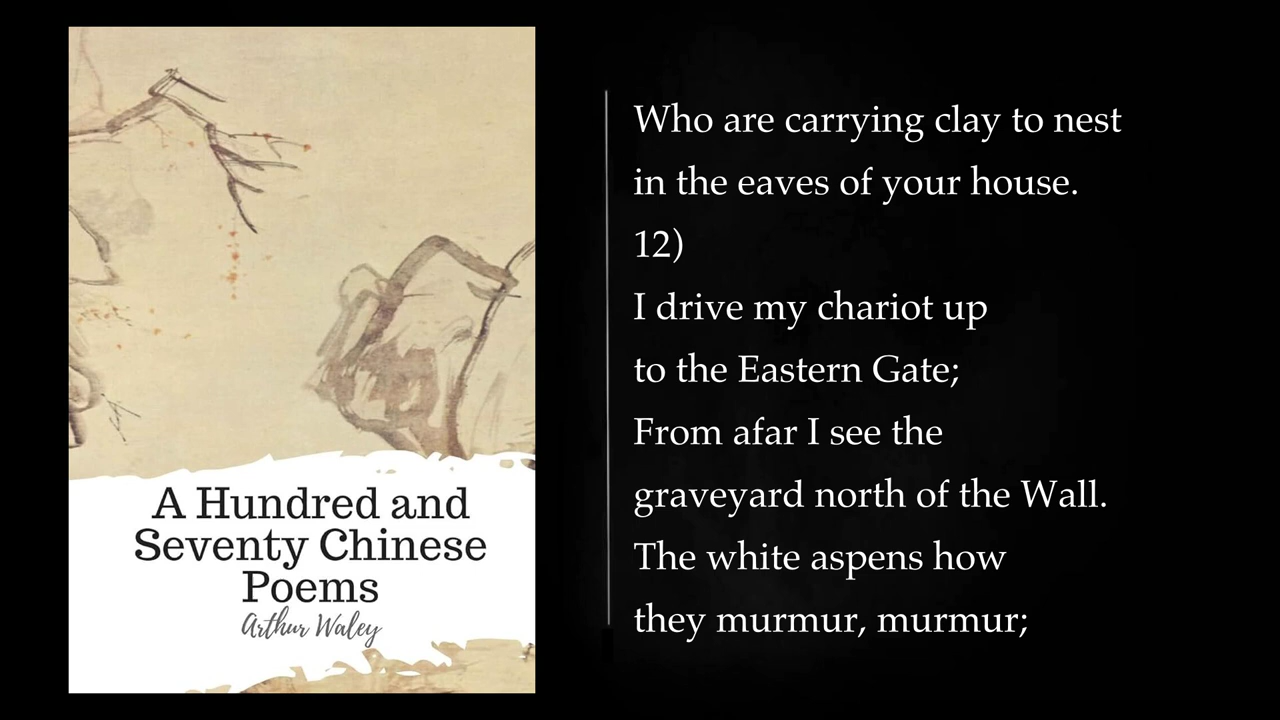 A Hundred and
Seventy Chinese
Poems
Arthur Waley
Who are carrying clay to nest
in the eaves of your house.
12)
I drive my chariot up
to the Eastern Gate;
From afar I see the
graveyard north of the Wall.
The white aspens how
they murmur, murmur;